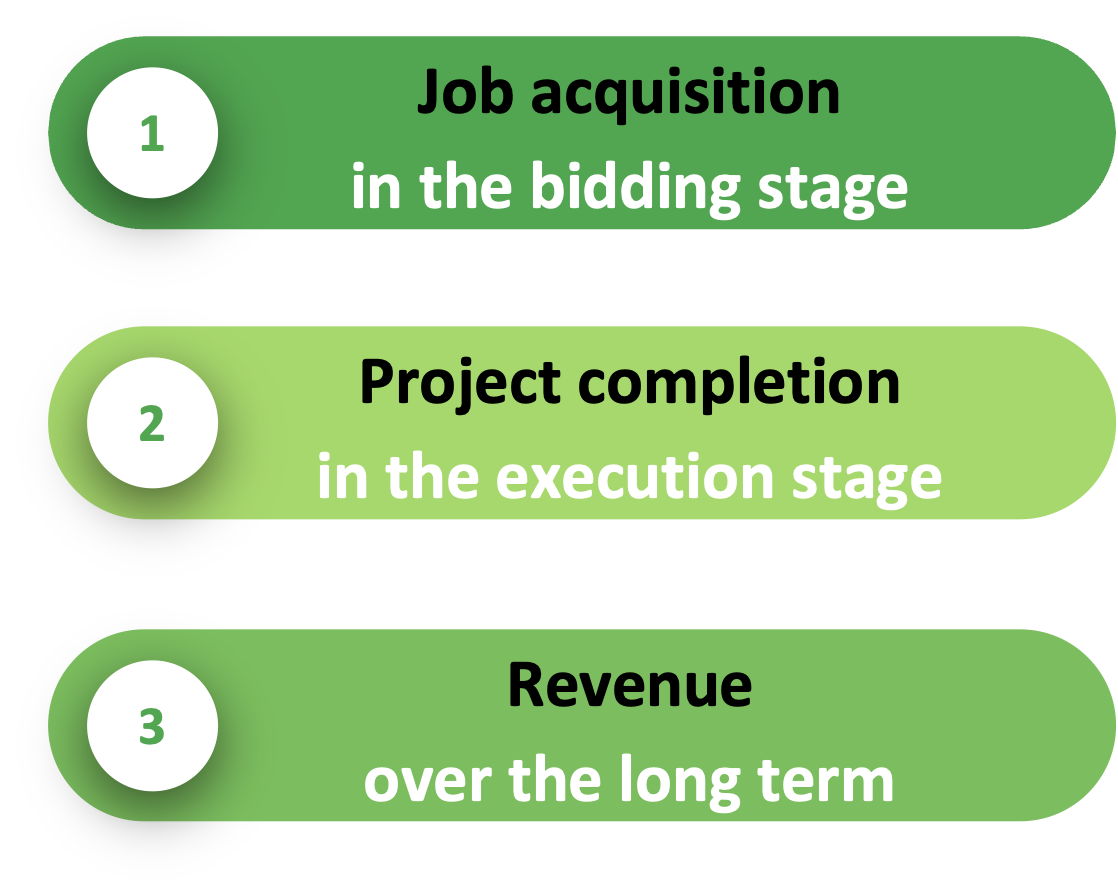 1
Job acquisition
in the bidding stage
2
Project completion
in the execution stage
3
Revenue
over the long term